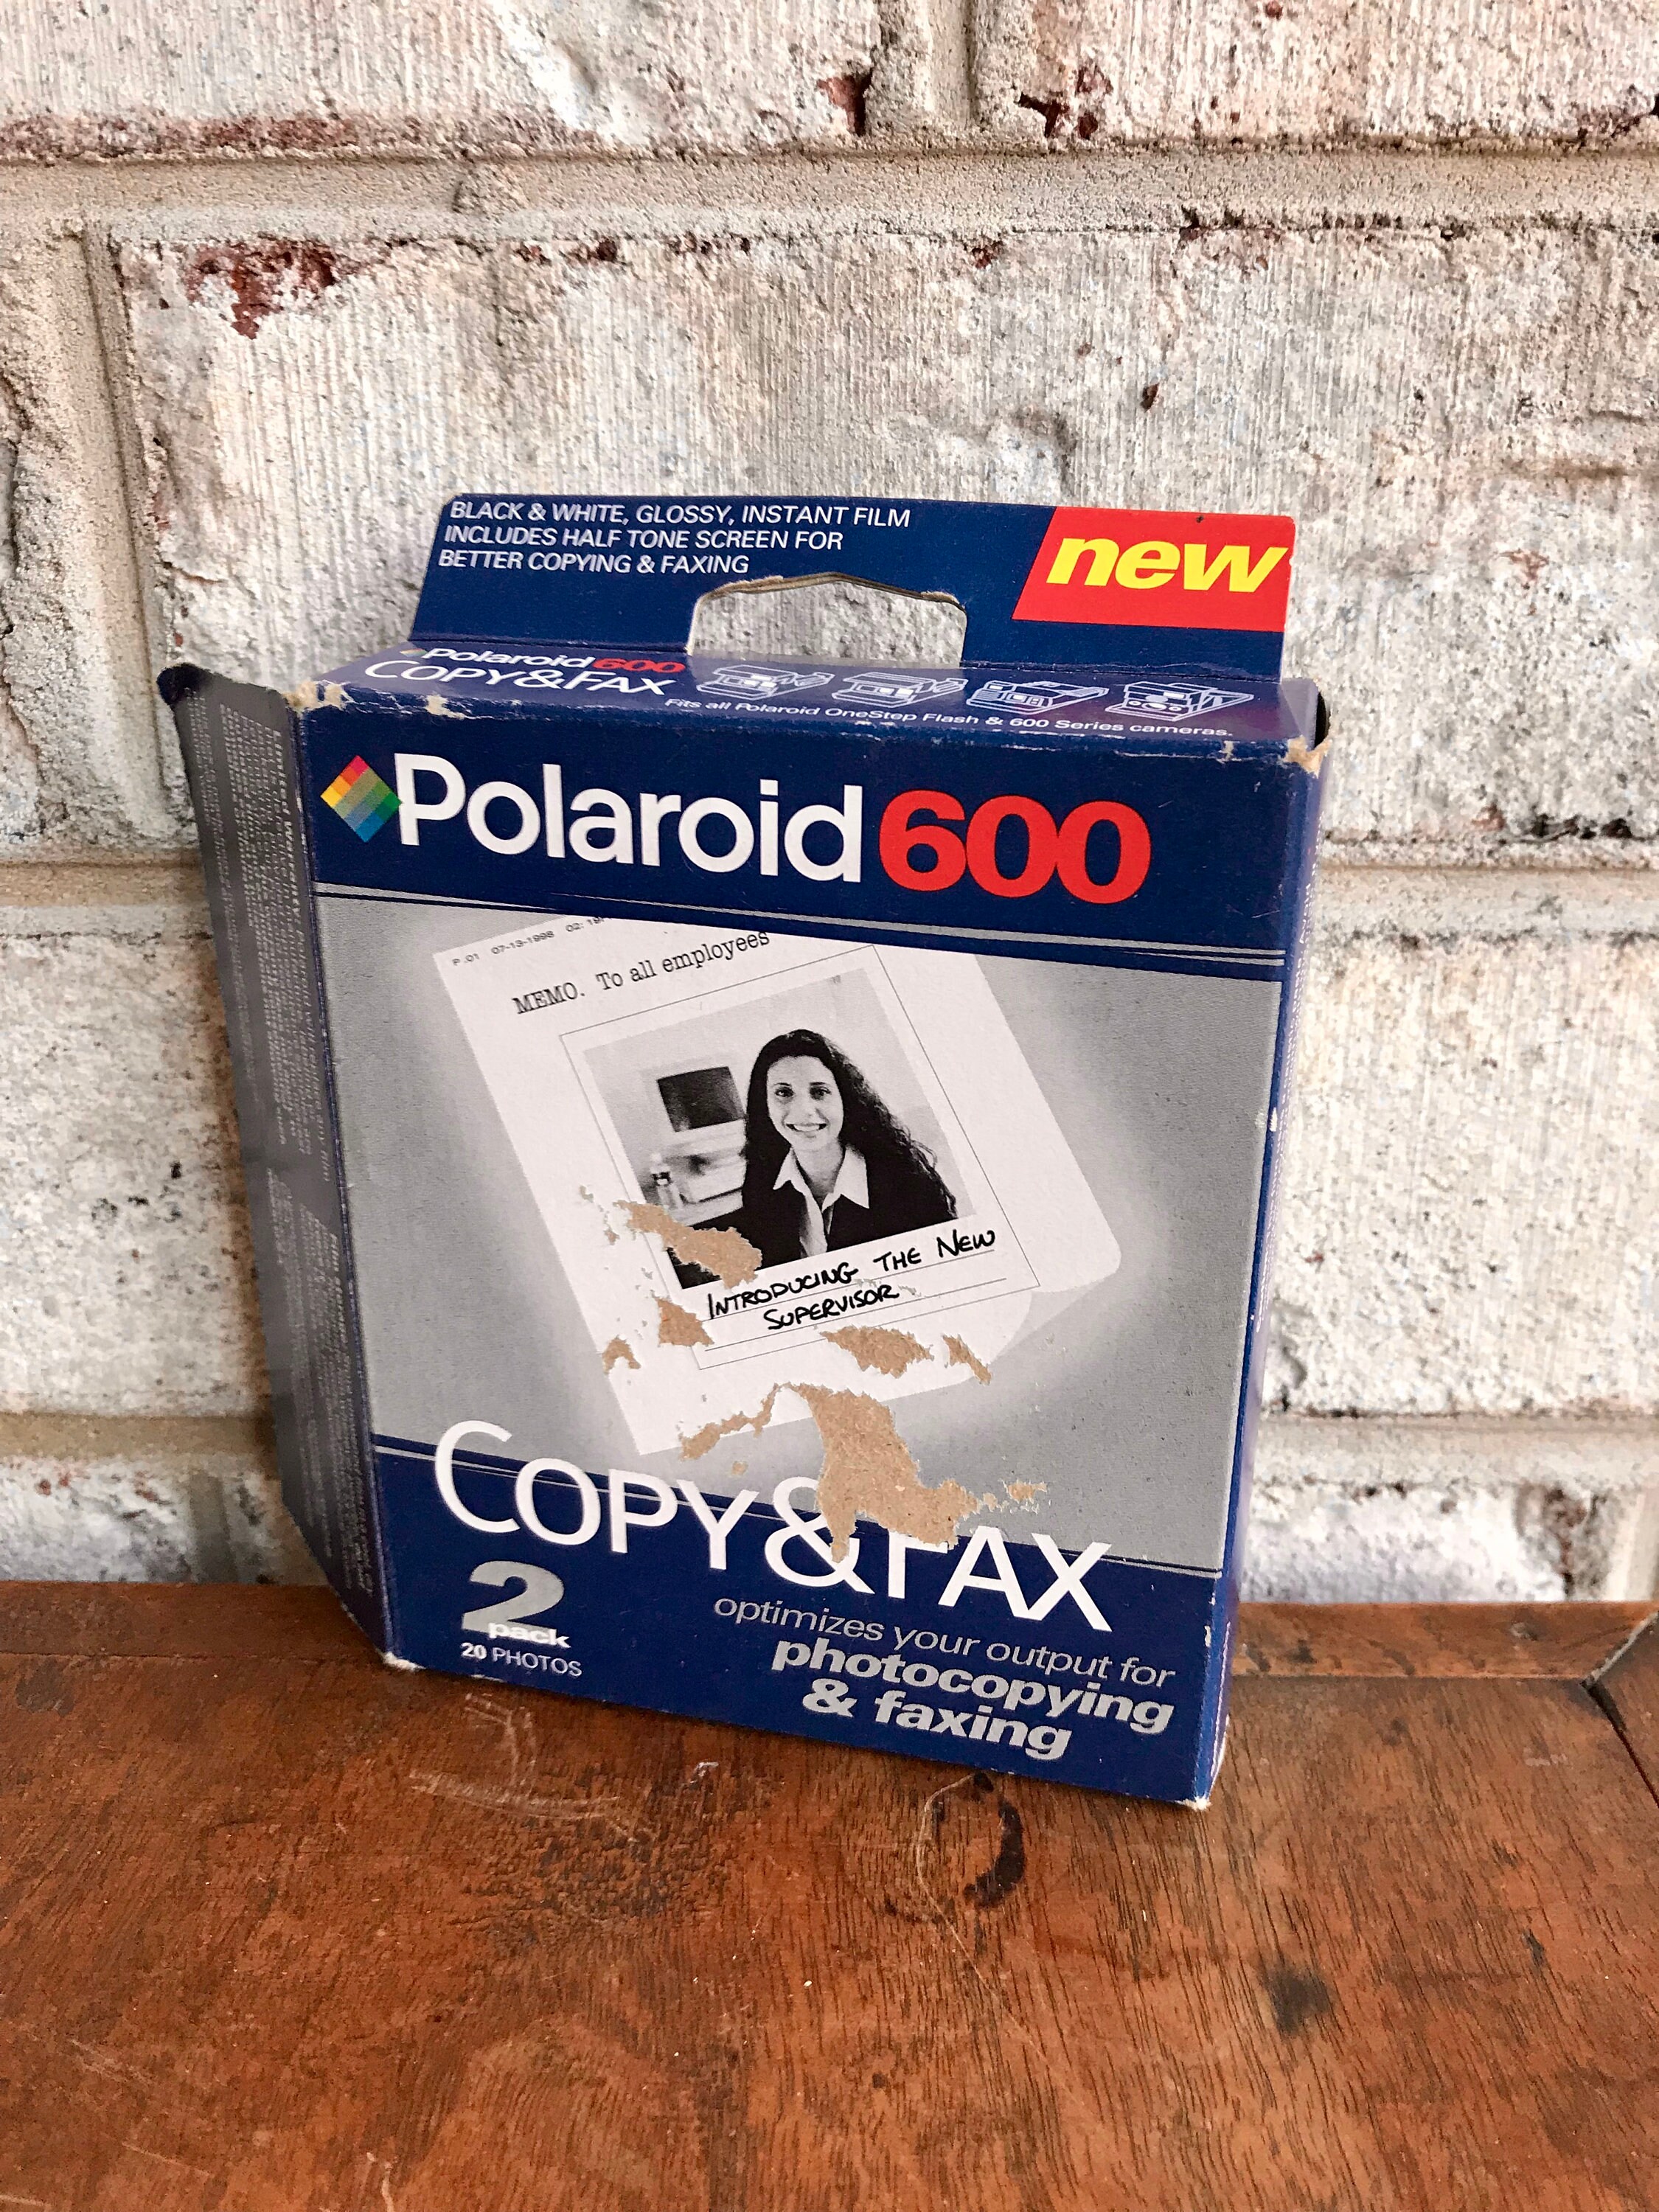 BLACK & WHITE, GLOSSY, INSTANT FILM
INCLUDES HALF TONE SCREEN FOR
BETTER COPYING & FAXING
new
Polaroid 600
COPY&FAX
Fits all Polaroid OneStep Flash & 600 Series cameras.
Polaroid 600
P.01 07-13-1998 02:
MEMO. To all employees
INTRODUCING THE NEW
SUPERVISOR
COPY&FAX
2
pack
20 PHOTOS
optimizes your output for
photocopying
& faxing